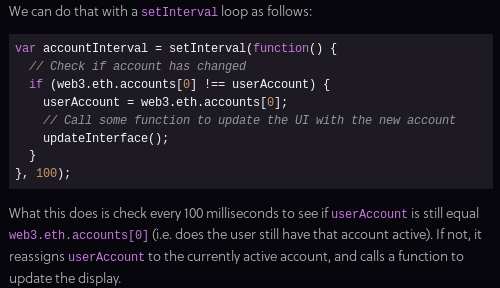 We can do that with a setInterval loop as follows:
var accountInterval = setInterval(function() {
  // Check if account has changed
  if (web3.eth.accounts[0] !== userAccount) {
    userAccount = web3.eth.accounts[0];
    // Call some function to update the UI with the new account
    updateInterface();
  }
}, 100);
What this does is check every 100 milliseconds to see if userAccount is still equal
web3.eth.accounts[0] (i.e. does the user still have that account active). If not, it
reassigns userAccount to the currently active account, and calls a function to
update the display.